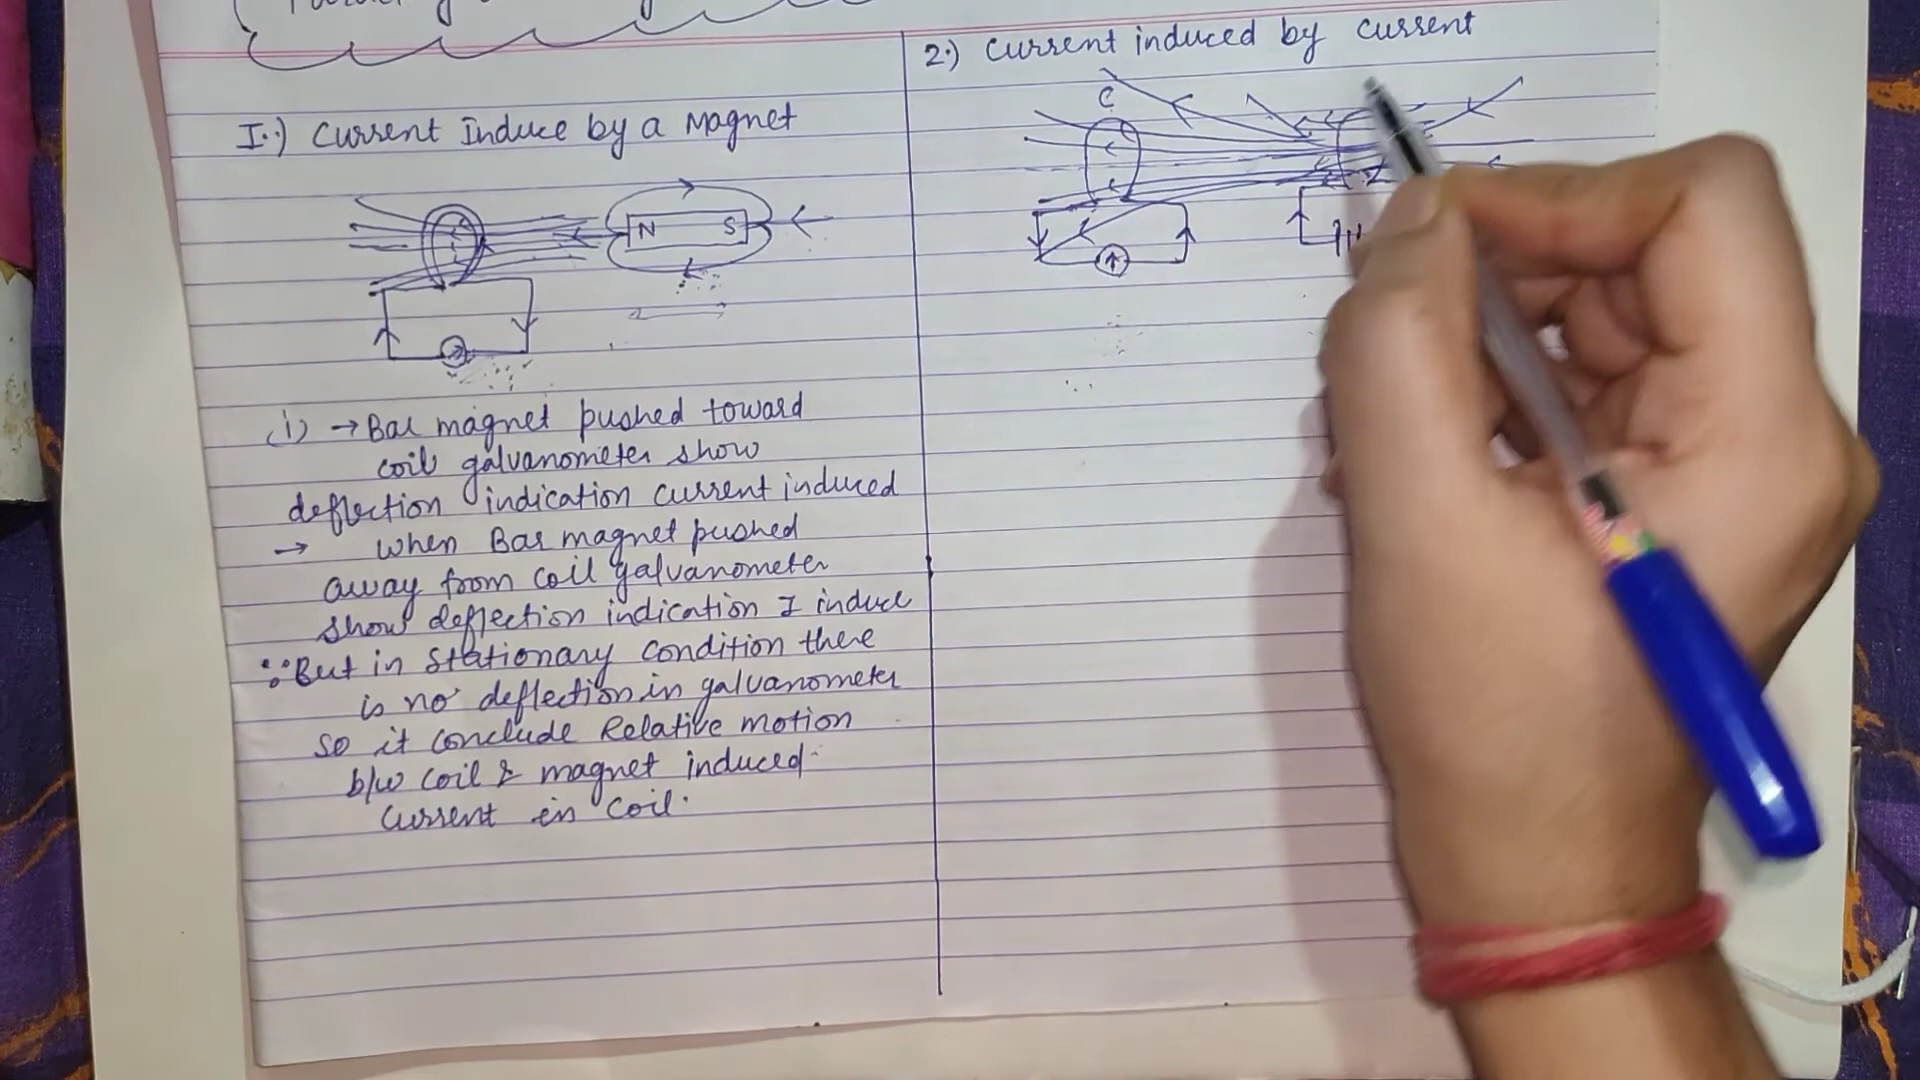 I.) Current Induce by a Magnet
N S
(i) → Bar magnet pushed toward
coil galvanometer show
deflection indication current induced
→ when Bar magnet pushed
away from coil galvanometer
show deflection indication I induce
But in stationary condition there
is no deflection in galvanometer
so it conclude Relative motion
b/w coil & magnet induced
current in coil.
2.) Current induced by current
C